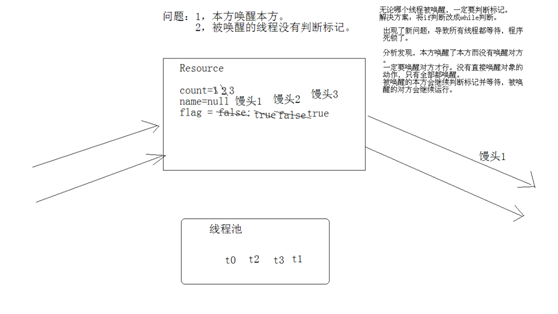 问题：1，本方唤醒本方。
2，被唤醒的线程没有判断标记。
无论哪个线程被唤醒，一定要判断标记。
解决方案，将if判断改成while判断。
出现了新问题，导致所有线程都等待，程序
死锁了。
分析发现，本方唤醒了本方而没有唤醒对方
。
一定要唤醒对方才行。没有直接唤醒对象的
动作，只有全部都唤醒。
被唤醒的本方会继续判断标记并等待，被唤
醒的对方会继续运行。
Resource
count=1 2 3
name=null 馒头1 馒头2 馒头3
flag = false; true false true
馒头1
线程池
t0 t2 t3 t1